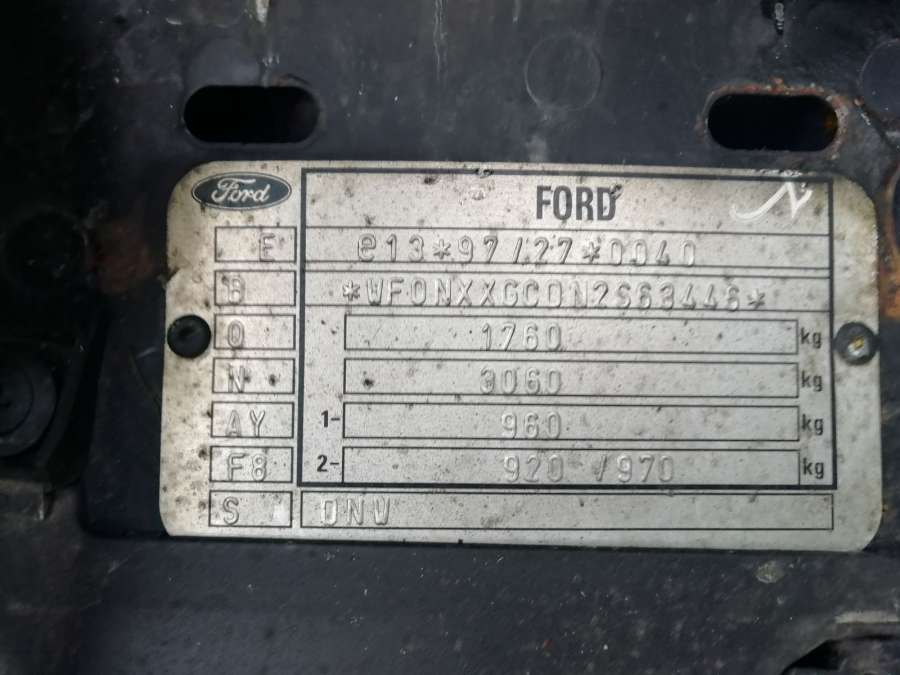 Ford
FORD
E e13*97/27*0040
B *WF0NXXGCDN2S63446*
0 1760 kg
N 3060 kg
AY 1- 960 kg
F8 2- 920 /970 kg
S DNW